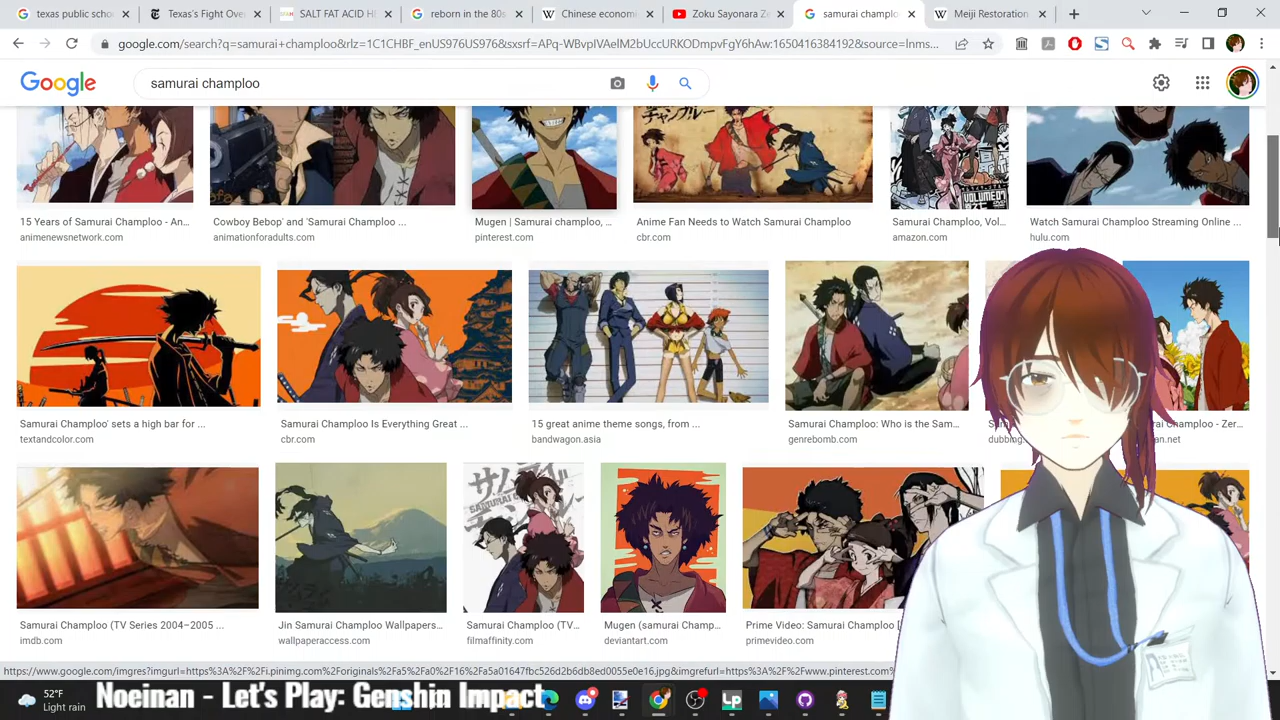 texas public schoo
Texas's Fight Ove
SALT FAT ACID H
reborn in the 80s
Chinese economi
Zoku Sayonara Ze
samurai champlo
Meiji Restoration
google.com/search?q=samurai+champloo&rlz=1C1CHBF_enUS976US976&sxsrf=APq-WBvpIVAelM2bUccURKODmpvFgY6hAw:1650416384192&source=lnms...
Google
samurai champloo
15 Years of Samurai Champloo - An...
Cowboy Bebop' and 'Samurai Champloo ...
Mugen | Samurai champloo, ...
Anime Fan Needs to Watch Samurai Champloo
Samurai Champloo, Vol...
Watch Samurai Champloo Streaming Online ...
animenewsnetwork.com
animationforadults.com
pinterest.com
cbr.com
amazon.com
hulu.com
Samurai Champloo' sets a high bar for ...
Samurai Champloo Is Everything Great ...
15 great anime theme songs, from ...
Samurai Champloo: Who is the Sam...
Champloo - Zer...
textandcolor.com
cbr.com
bandwagon.asia
genrebomb.com
dubbing
an.net
Samurai Champloo (TV Series 2004–2005 ...
Jin Samurai Champloo Wallpapers...
Samurai Champloo (TV...
Mugen (samurai Champ...
Prime Video: Samurai Champloo [
imdb.com
wallpaperaccess.com
filmaffinity.com
deviantart.com
primevideo.com
https://www.google.com/imgres?imgurl=https%3A%2F%2Fi.pinimg.com%2Foriginals%2Fa5%2Fa0%2F16%2Fa5a01647fbc526d2b6db8ed0055e0e16.jpg&imgrefurl=https%3A%2F%2Fwww.pinterest.com%
52°F
Light rain
Noeinan - Let's Play: Genshin Impact